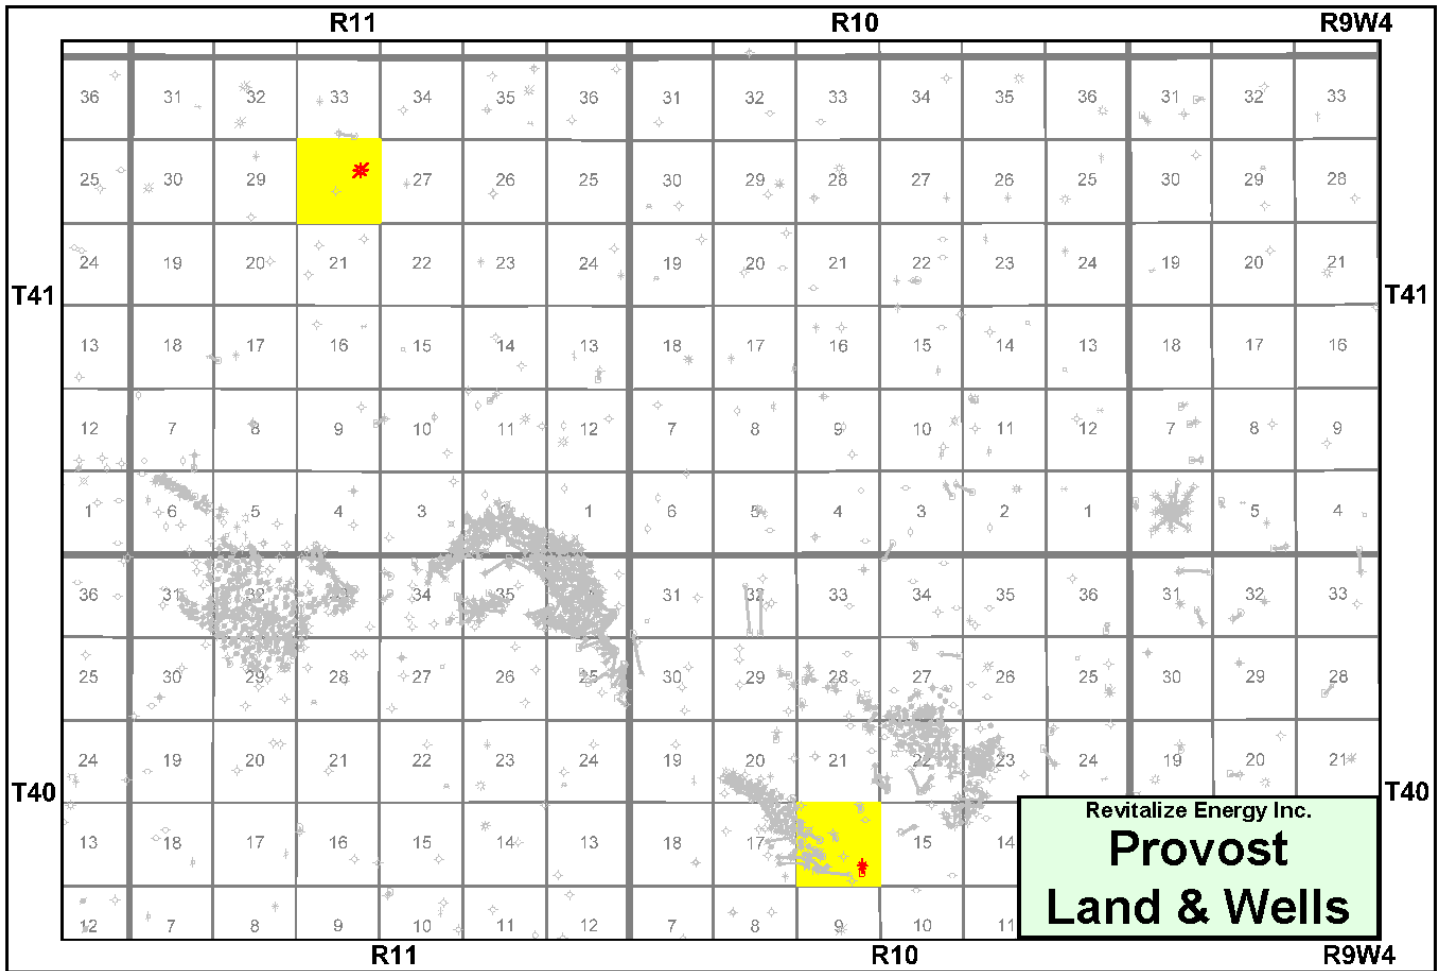 R11 R10 R9W4
36 31 32 33 34 35 36 31 32 33 34 35 36 31 32 33
25 30 29 27 26 25 30 29 28 27 26 25 30 29 28
24 19 20 21 22 23 24 19 20 21 22 23 24 19 20 21
T41 T41
13 18 17 16 15 14 13 18 17 16 15 14 13 18 17 16
12 7 8 9 10 11 12 7 8 9 10 11 12 7 8 9
1 6 5 4 3 1 6 5 4 3 2 1 5 4
36 31 32 33 34 35 31 32 33 34 35 36 31 32 33
25 30 29 28 27 26 25 30 29 28 27 26 25 30 29 28
24 19 20 21 22 23 24 19 20 21 22 23 24 19 20 21
T40 T40
13 18 17 16 15 14 13 18 17 15 14
12 7 8 9 10 11 12 7 8 9 10 11
Revitalize Energy Inc.
Provost
Land & Wells
R11 R10 R9W4